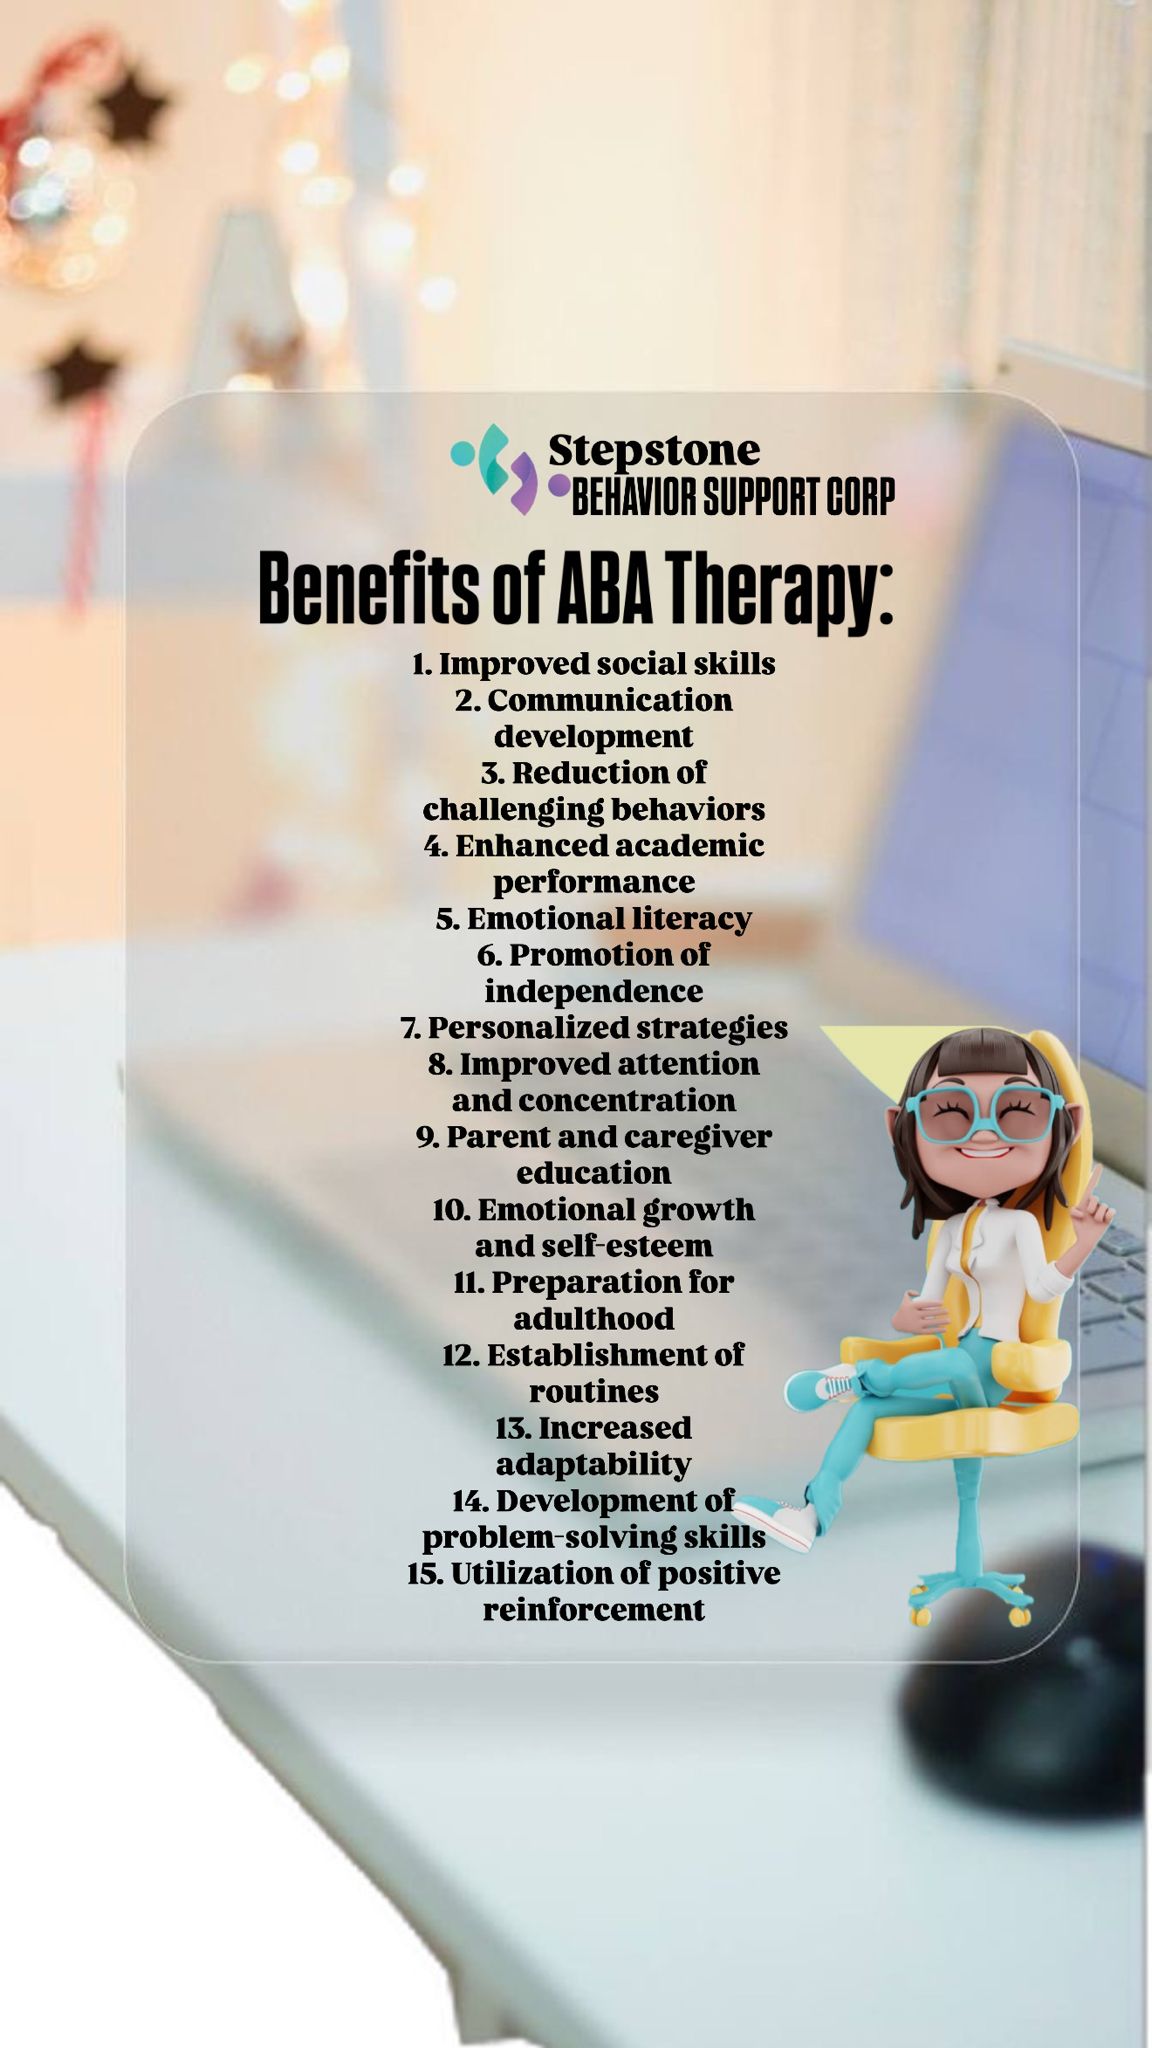 Stepstone
BEHAVIOR SUPPORT CORP
Benefits of ABA Therapy:
1. Improved social skills
2. Communication
development
3. Reduction of
challenging behaviors
4. Enhanced academic
performance
5. Emotional literacy
6. Promotion of
independence
7. Personalized strategies
8. Improved attention
and concentration
9. Parent and caregiver
education
10. Emotional growth
and self-esteem
11. Preparation for
adulthood
12. Establishment of
routines
13. Increased
adaptability
14. Development of
problem-solving skills
15. Utilization of positive
reinforcement